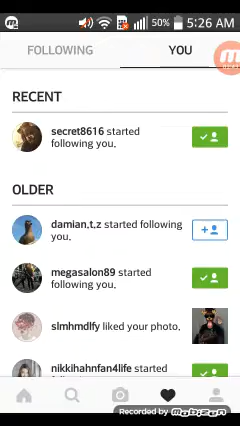 50% 5:26 AM
FOLLOWING YOU
RECENT
secret8616 started
following you.
OLDER
damian.t.z started following
you.
megasalon89 started
following you.
slmhmdlfy liked your photo.
nikkihahnfan4life started
Recorded by mobizen